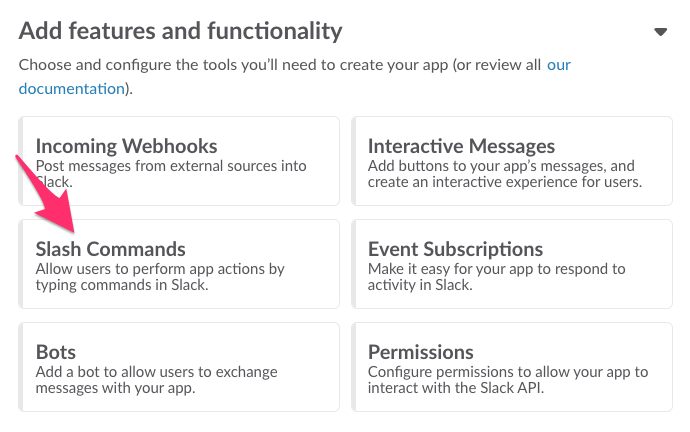 Add features and functionality
Choose and configure the tools you'll need to create your app (or review all our
documentation).
Incoming Webhooks
Post messages from external sources into
Slack.
Interactive Messages
Add buttons to your app's messages, and
create an interactive experience for users.
Slash Commands
Allow users to perform app actions by
typing commands in Slack.
Event Subscriptions
Make it easy for your app to respond to
activity in Slack.
Bots
Add a bot to allow users to exchange
messages with your app.
Permissions
Configure permissions to allow your app to
interact with the Slack API.